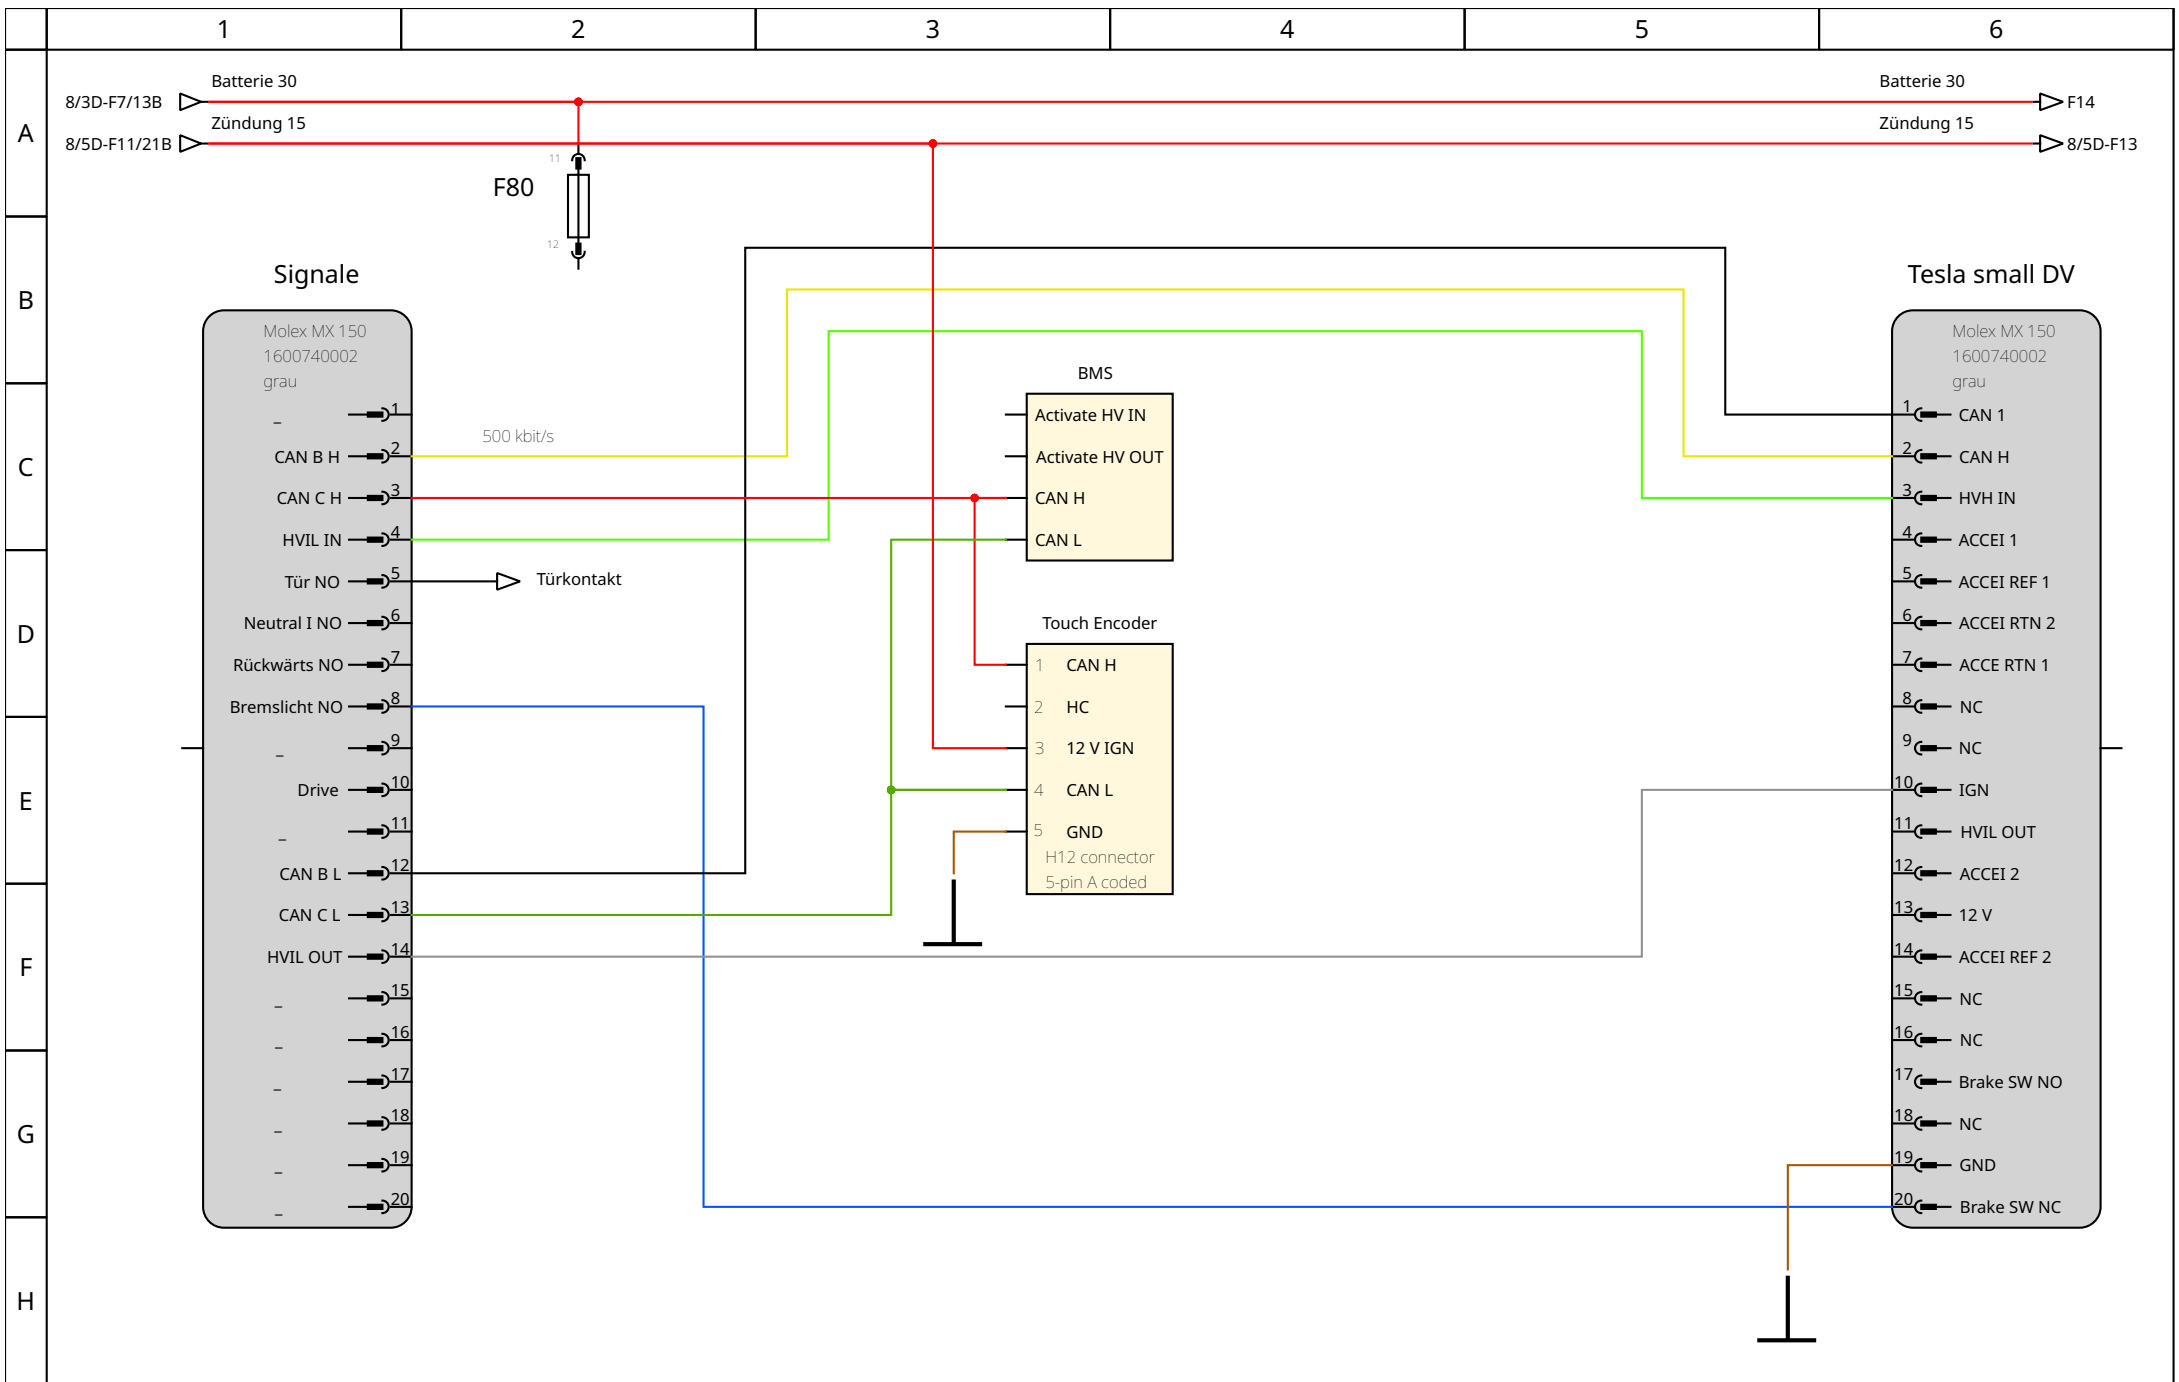 1 2 3 4 5 6
A
B
C
D
E
F
G
H
Batterie 30
8/3D-F7/13B
Zündung 15
8/5D-F11/21B
Batterie 30
F14
Zündung 15
8/5D-F13
11
F80
12
Signale
Molex MX 150
1600740002
grau
_ 1
CAN B H 2
CAN C H 3
HVIL IN 4
Tür NO 5
Neutral I NO 6
Rückwärts NO 7
Bremslicht NO 8
_ 9
Drive 10
_ 11
CAN B L 12
CAN C L 13
HVIL OUT 14
_ 15
_ 16
_ 17
_ 18
_ 19
_ 20
500 kbit/s
Türkontakt
BMS
Activate HV IN
Activate HV OUT
CAN H
CAN L
Touch Encoder
1 CAN H
2 HC
3 12 V IGN
4 CAN L
5 GND
H12 connector
5-pin A coded
Tesla small DV
Molex MX 150
1600740002
grau
1 CAN 1
2 CAN H
3 HVH IN
4 ACCEI 1
5 ACCEI REF 1
6 ACCEI RTN 2
7 ACCE RTN 1
8 NC
9 NC
10 IGN
11 HVIL OUT
12 ACCEI 2
13 12 V
14 ACCEI REF 2
15 NC
16 NC
17 Brake SW NO
18 NC
19 GND
20 Brake SW NC